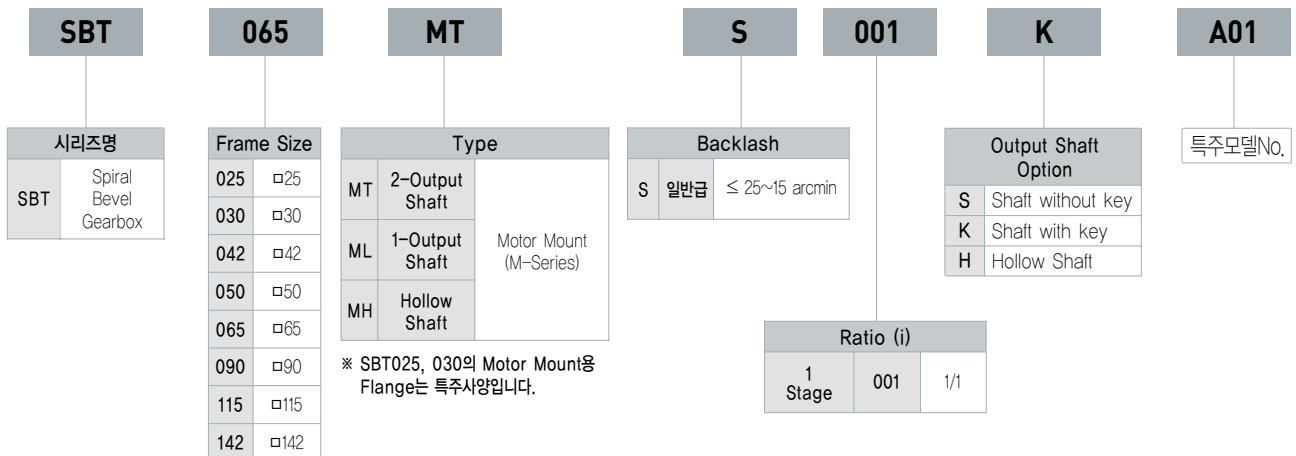 SBT 065 MT S 001 K A01
시리즈명
SBT
Spiral
Bevel
Gearbox
Frame Size
025 □25
030 □30
042 □42
050 □50
065 □65
090 □90
115 □115
142 □142
Type
MT 2-Output
Shaft
ML 1-Output
Shaft
MH Hollow
Shaft
Motor Mount
(M-Series)
※ SBT025, 030의 Motor Mount용
Flange는 특주사양입니다.
Backlash
S 일반급 ≤ 25~15 arcmin
Ratio (i)
1
Stage
001 1/1
Output Shaft
Option
S Shaft without key
K Shaft with key
H Hollow Shaft
특주모델No.